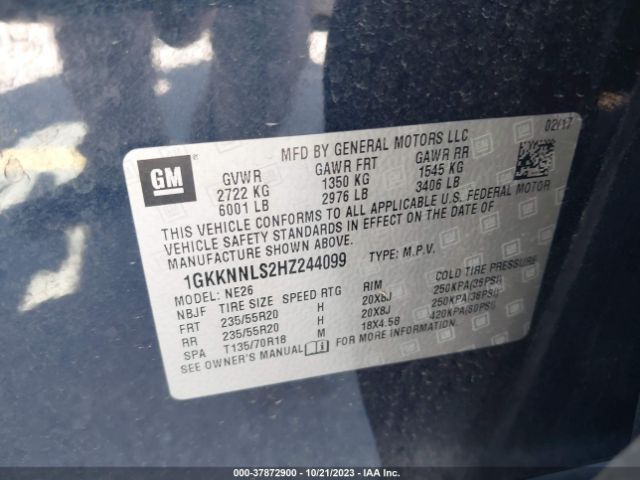 02/17
GM
MFD BY GENERAL MOTORS LLC
GVWR GAWR FRT GAWR RR
2722 KG 1350 KG 1545 KG
6001 LB 2976 LB 3406 LB
THIS VEHICLE CONFORMS TO ALL APPLICABLE U.S. FEDERAL MOTOR
VEHICLE SAFETY STANDARDS IN EFFECT ON THE DATE OF
MANUFACTURE SHOWN ABOVE.
1GKKNNLS2HZ244099 TYPE: M.P.V.
MODEL: NE26
NBJF TIRE SIZE SPEED RTG RIM COLD TIRE PRESSURE
FRT 235/55R20 H 20X8J 250KPA(36PSI)
RR 235/55R20 H 20X8J 250KPA(36PSI)
SPA T135/70R18 M 18X4.5B 420KPA(60PSI)
SEE OWNER'S MANUAL FOR MORE INFORMATION.
000-37872900 - 10/21/2023 - IAA Inc.